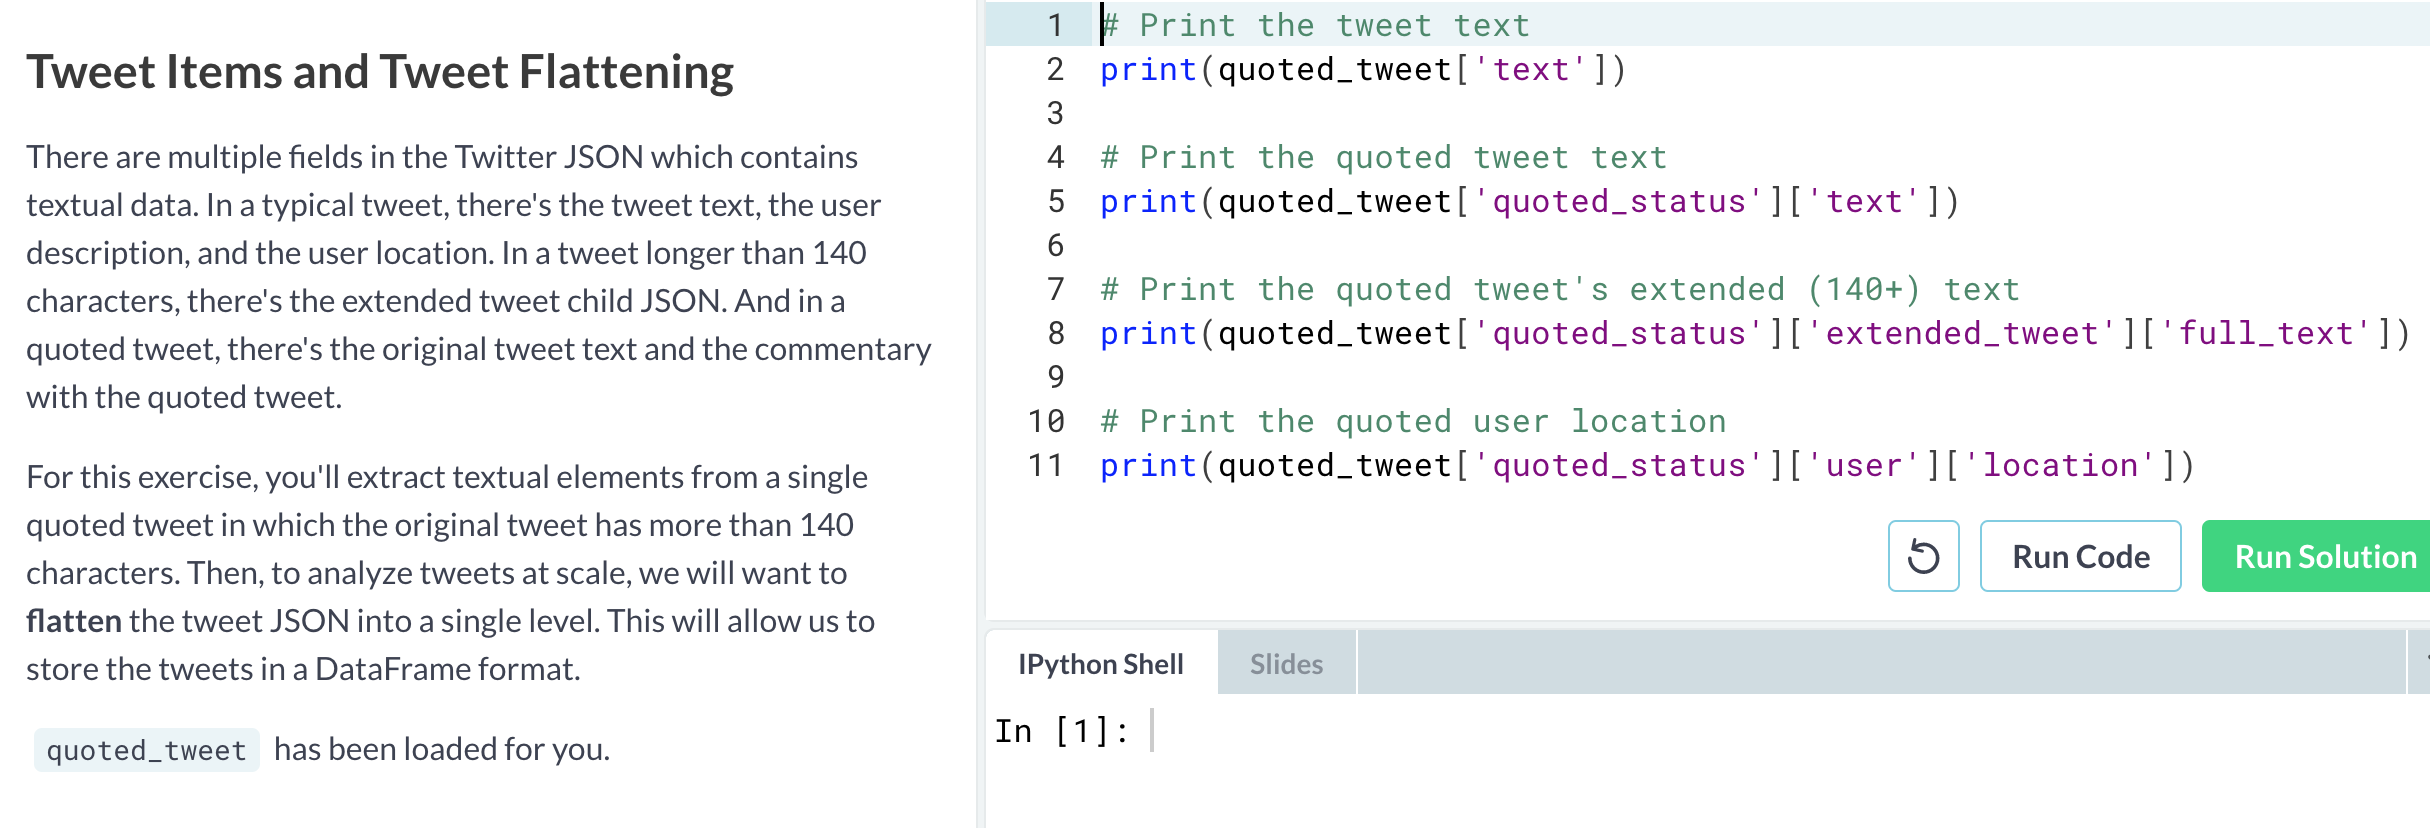 Tweet Items and Tweet Flattening
There are multiple fields in the Twitter JSON which contains
textual data. In a typical tweet, there's the tweet text, the user
description, and the user location. In a tweet longer than 140
characters, there's the extended tweet child JSON. And in a
quoted tweet, there's the original tweet text and the commentary
with the quoted tweet.
For this exercise, you'll extract textual elements from a single
quoted tweet in which the original tweet has more than 140
characters. Then, to analyze tweets at scale, we will want to
flatten the tweet JSON into a single level. This will allow us to
store the tweets in a DataFrame format.
quoted_tweet has been loaded for you.
1 # Print the tweet text
2 print(quoted_tweet['text'])
3
4 # Print the quoted tweet text
5 print(quoted_tweet['quoted_status']['text'])
6
7 # Print the quoted tweet's extended (140+) text
8 print(quoted_tweet['quoted_status']['extended_tweet']['full_text'])
9
10 # Print the quoted user location
11 print(quoted_tweet['quoted_status']['user']['location'])
Run Code Run Solution
IPython Shell Slides
In [1]: